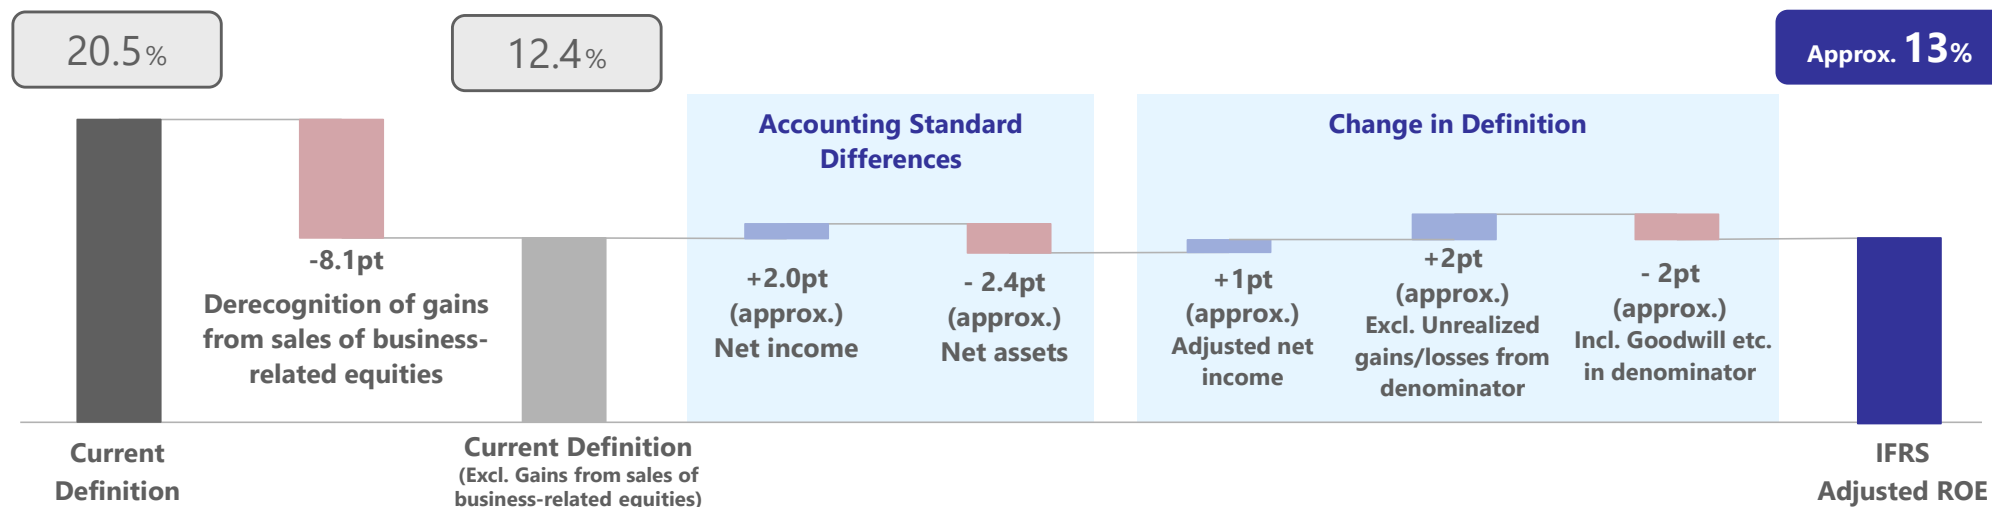 20.5%
12.4%
Approx. 13%
Accounting Standard
Differences
Change in Definition
-8.1pt
Derecognition of gains
from sales of business-
related equities
+2.0pt
(approx.)
Net income
- 2.4pt
(approx.)
Net assets
+1pt
(approx.)
Adjusted net
income
+2pt
(approx.)
Excl. Unrealized
gains/losses from
denominator
- 2pt
(approx.)
Incl. Goodwill etc.
in denominator
Current
Definition
Current Definition
(Excl. Gains from sales of
business-related equities)
IFRS
Adjusted ROE